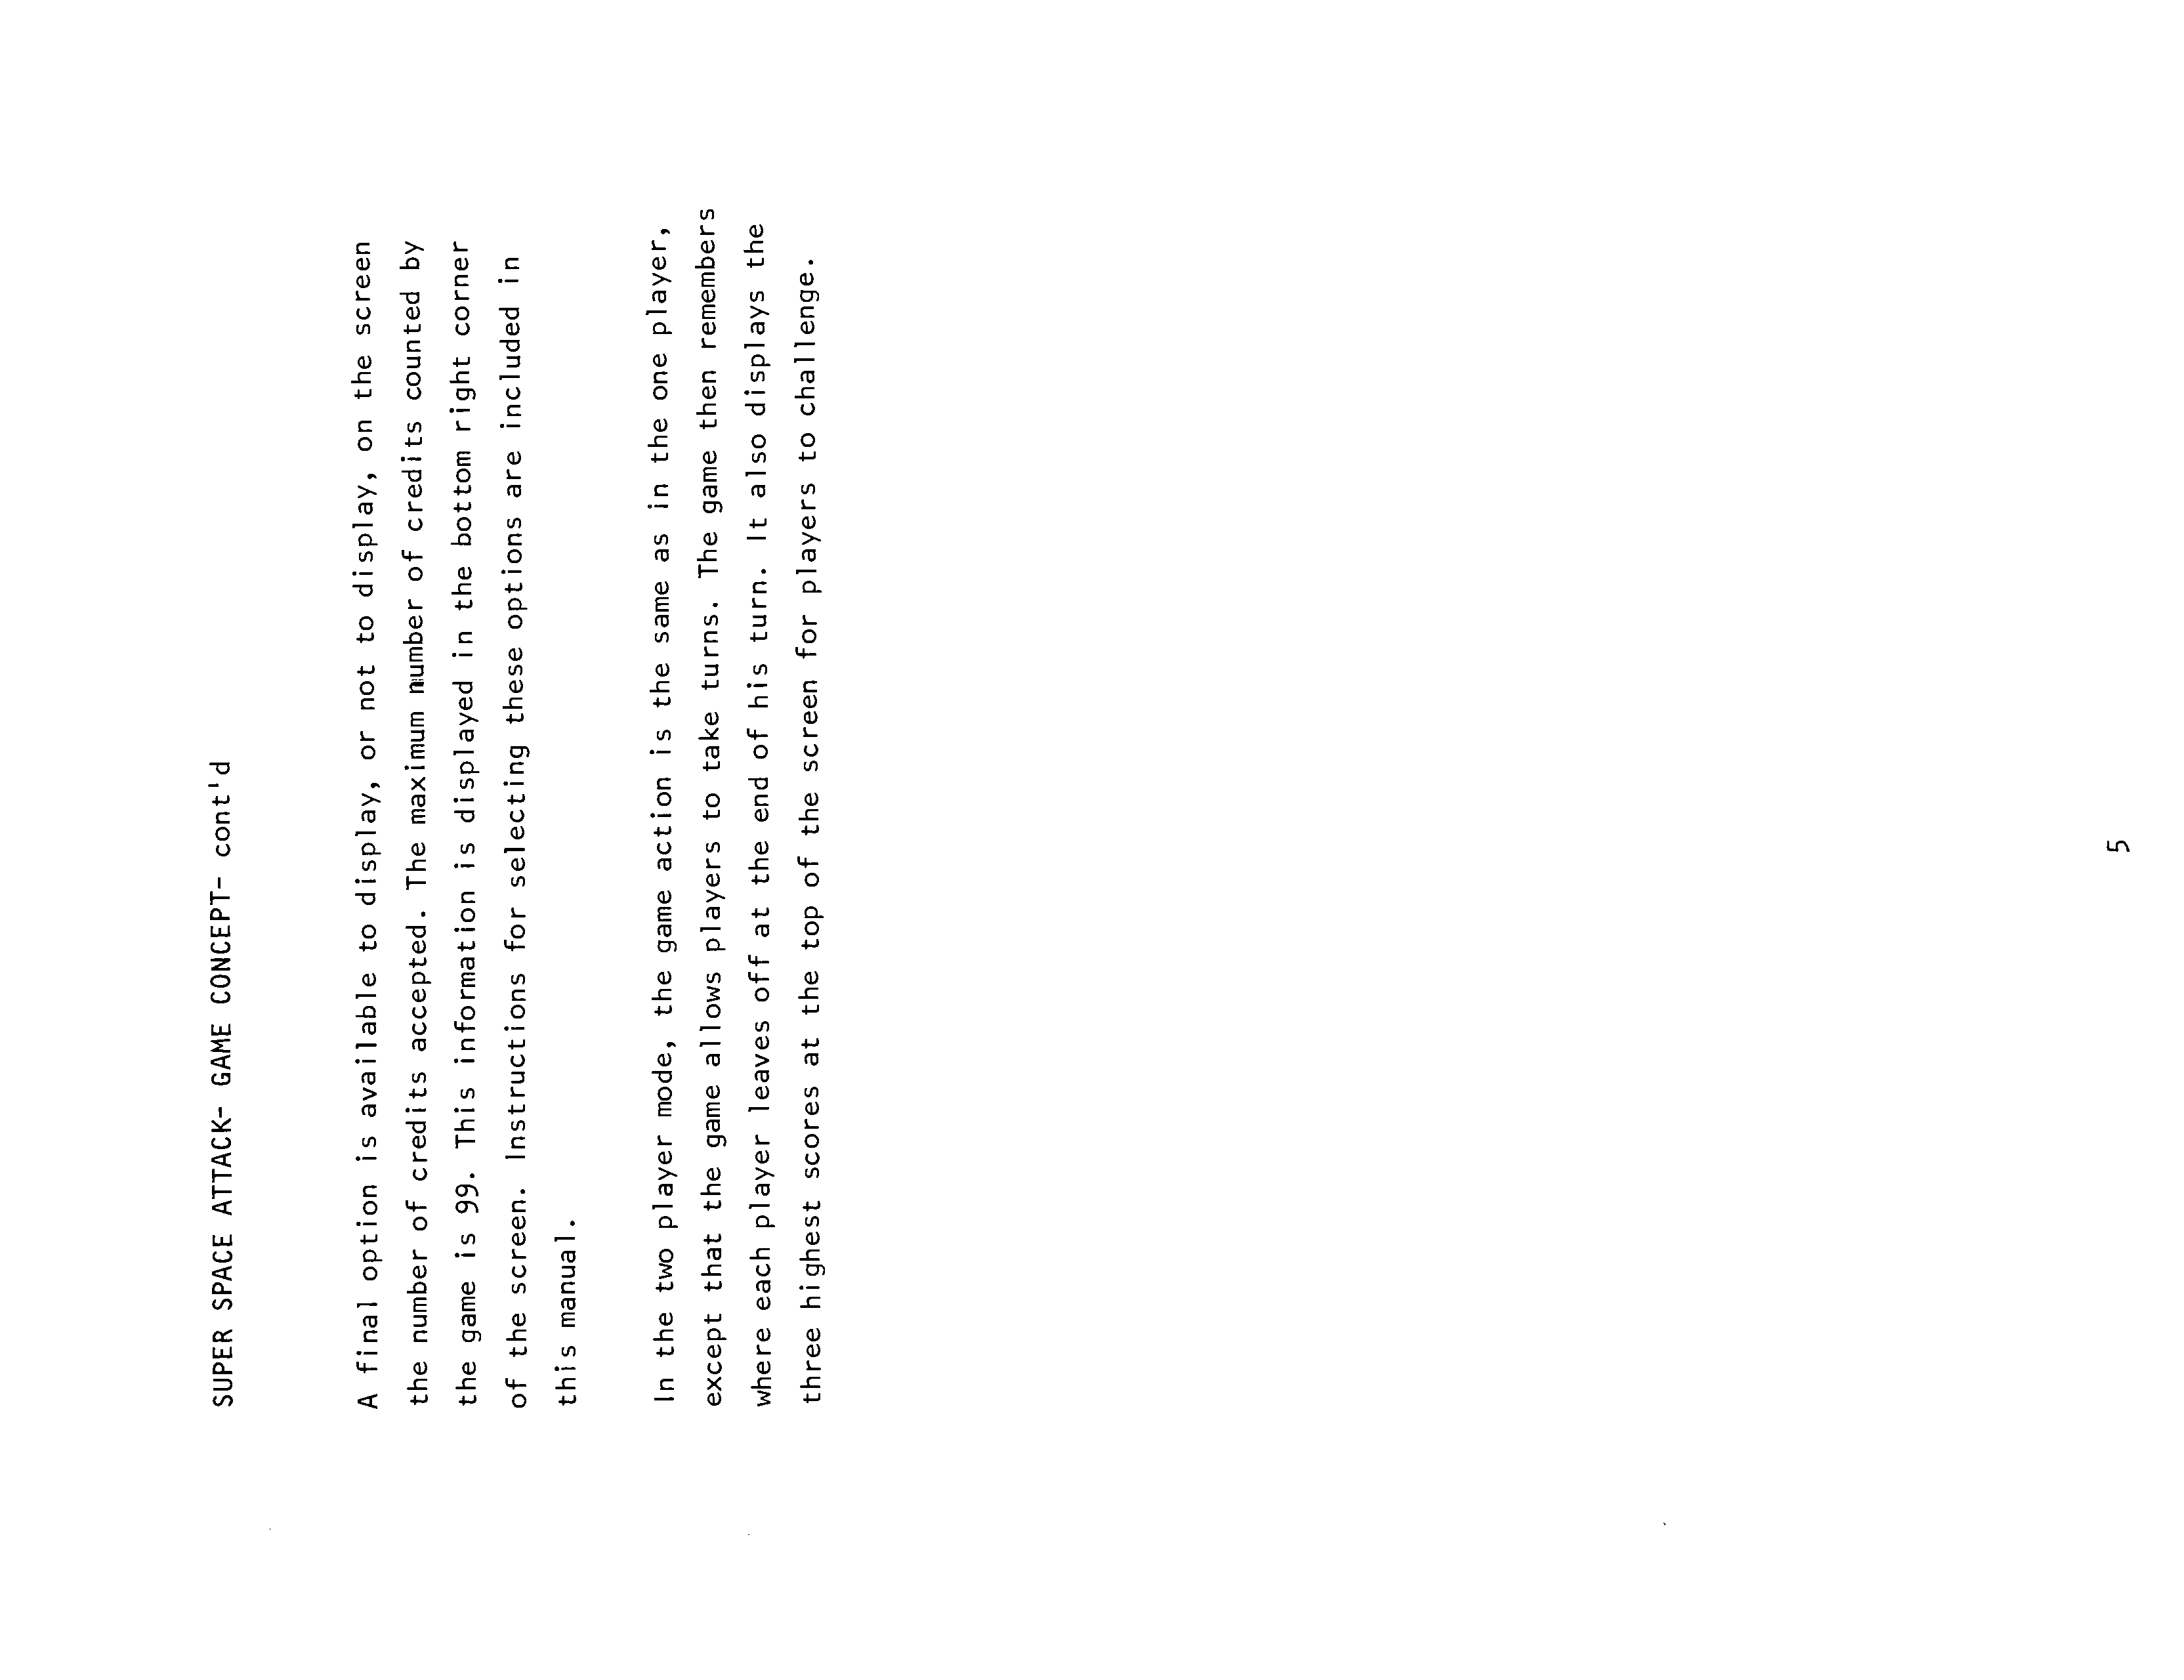 SUPER SPACE ATTACK- GAME CONCEPT- cont'd
A final option is available to display, or not to display, on the screen
the number of credits accepted. The maximum number of credits counted by
the game is 99. This information is displayed in the bottom right corner
of the screen. Instructions for selecting these options are included in
this manual.
In the two player mode, the game action is the same as in the one player,
except that the game allows players to take turns. The game then remembers
where each player leaves off at the end of his turn. It also displays the
three highest scores at the top of the screen for players to challenge.
5